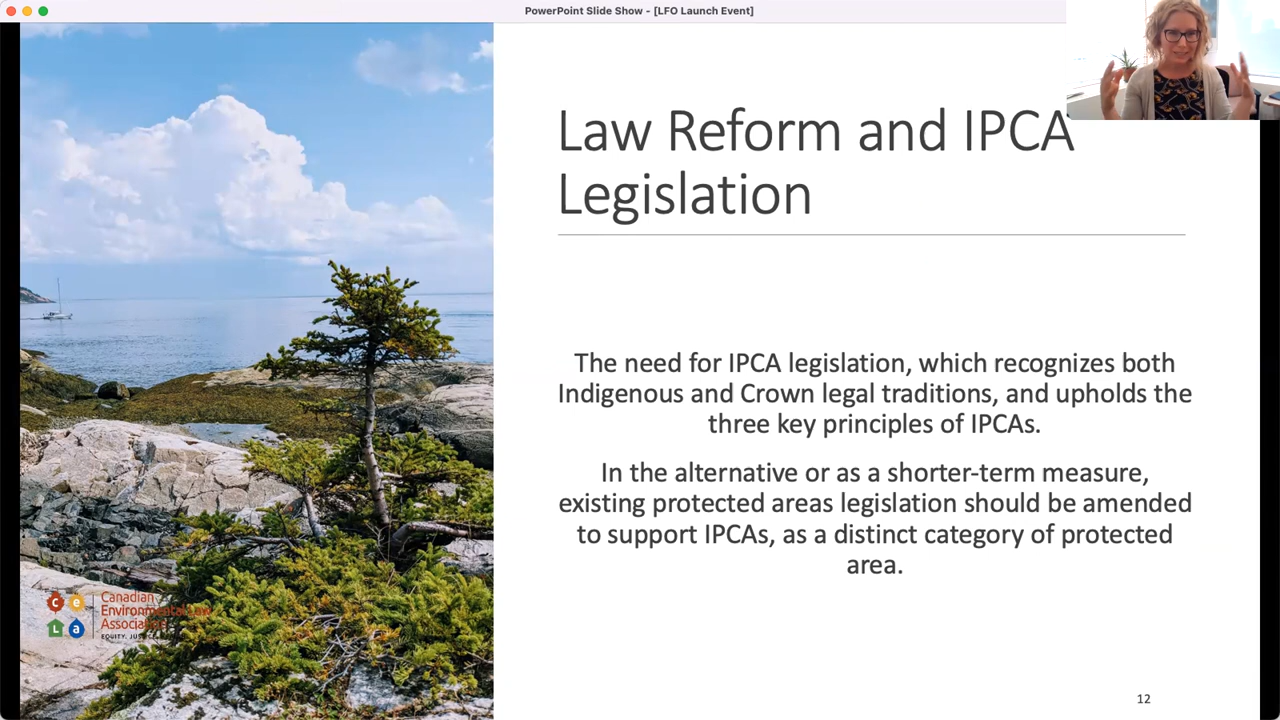 PowerPoint Slide Show - [LFO Launch Event]
Law Reform and IPCA
Legislation
The need for IPCA legislation, which recognizes both
Indigenous and Crown legal traditions, and upholds the
three key principles of IPCAs.
In the alternative or as a shorter-term measure,
existing protected areas legislation should be amended
to support IPCAs, as a distinct category of protected
area.
c e L a
Canadian
Environmental Law
Association
EQUITY.
12